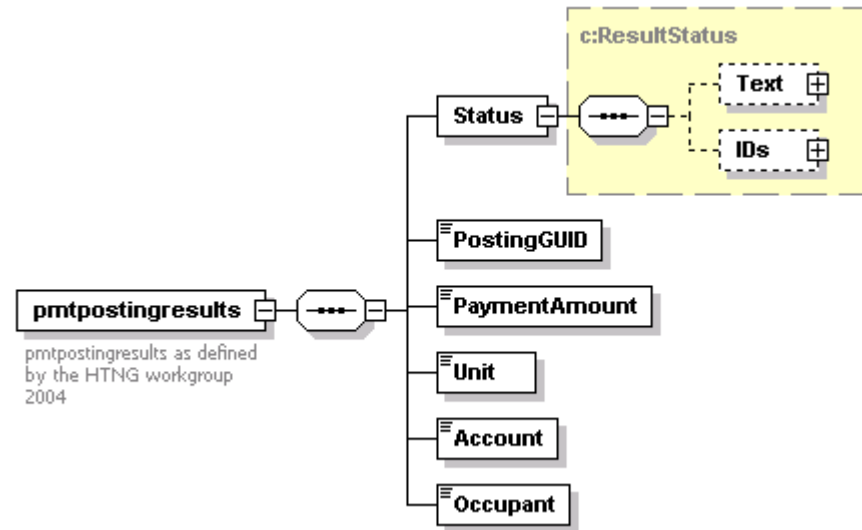 c:ResultStatus
Text
Status
IDs
PostingGUID
PaymentAmount
pmtpostingresults
pmtpostingresults as defined
by the HTNG workgroup
2004
Unit
Account
Occupant